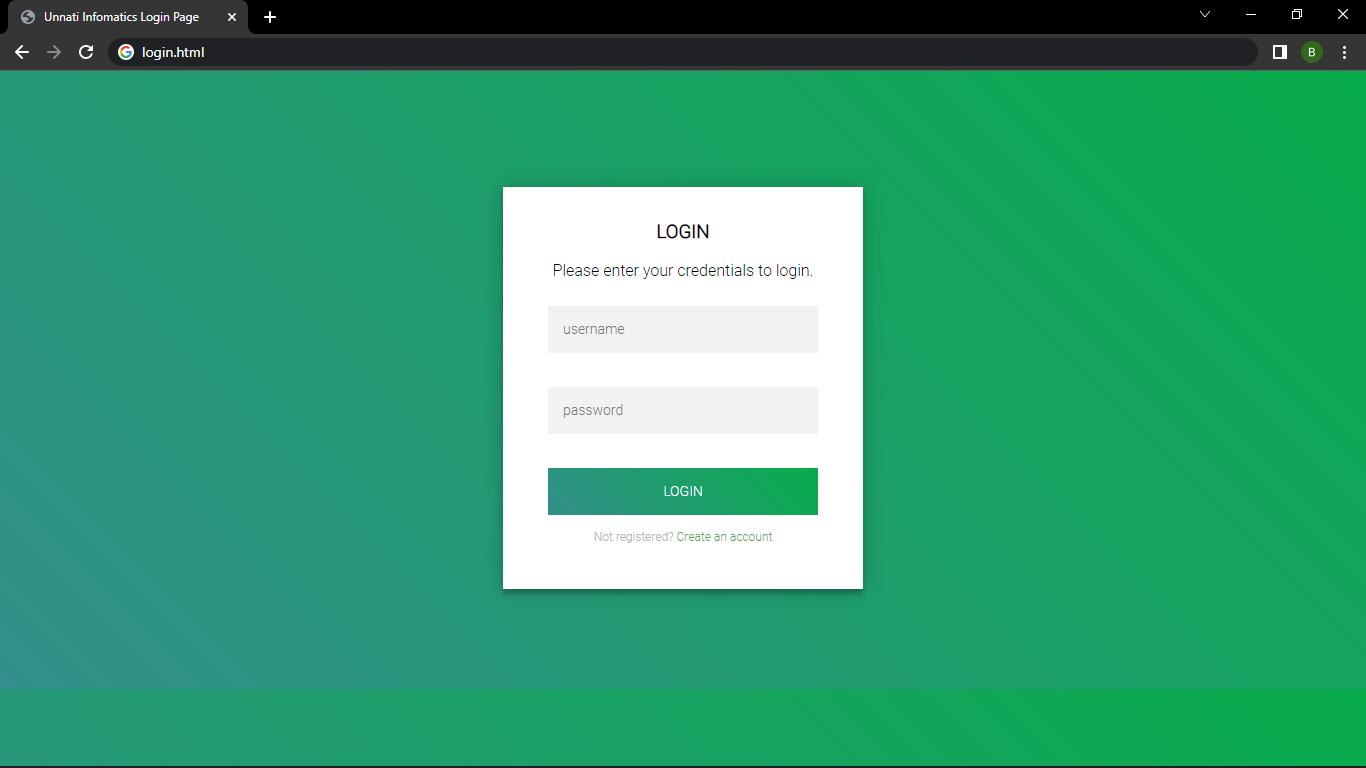 Unnati Infomatics Login Page
login.html
B
LOGIN
Please enter your credentials to login.
username
password
LOGIN
Not registered? Create an account